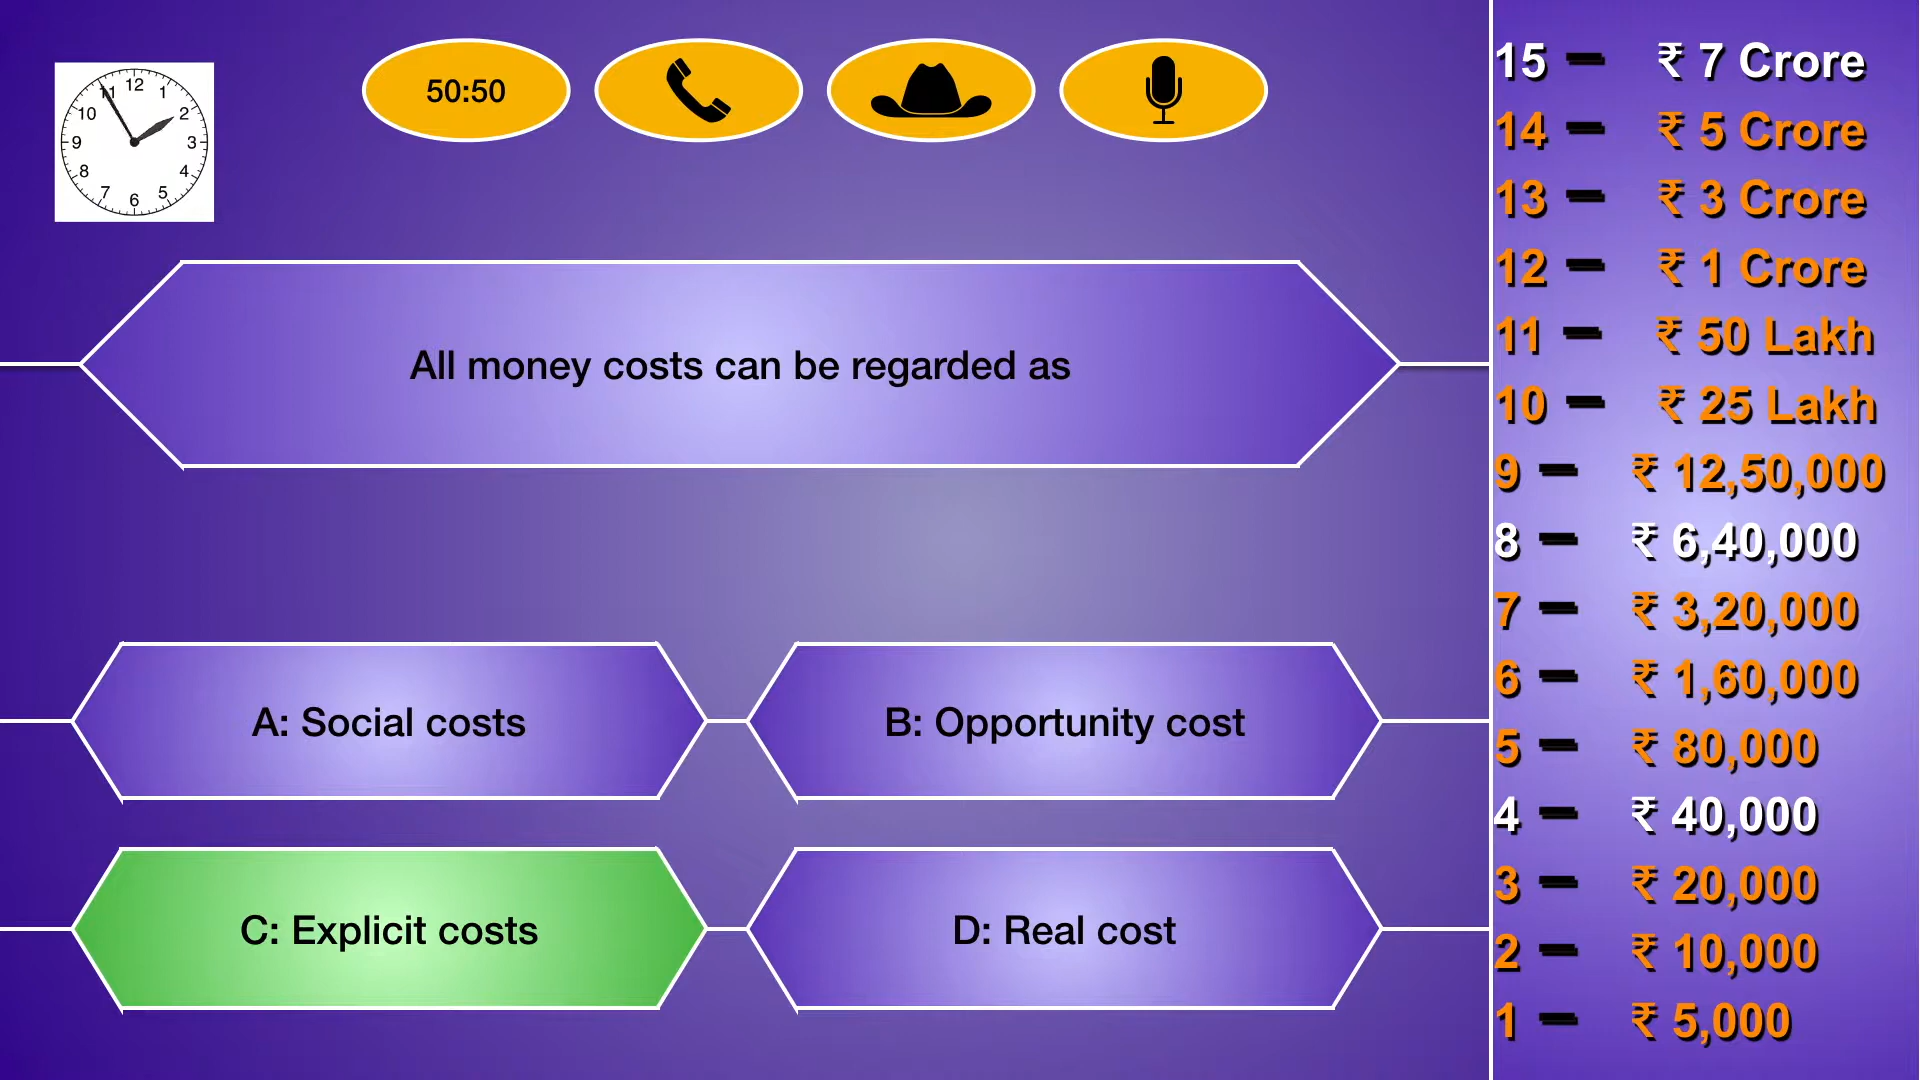 12
11
1
10
2
9
3
8
4
7
5
6
50:50
All money costs can be regarded as
A: Social costs
B: Opportunity cost
C: Explicit costs
D: Real cost
15 – ₹ 7 Crore
14 – ₹ 5 Crore
13 – ₹ 3 Crore
12 – ₹ 1 Crore
11 – ₹ 50 Lakh
10 – ₹ 25 Lakh
9 – ₹ 12,50,000
8 – ₹ 6,40,000
7 – ₹ 3,20,000
6 – ₹ 1,60,000
5 – ₹ 80,000
4 – ₹ 40,000
3 – ₹ 20,000
2 – ₹ 10,000
1 – ₹ 5,000